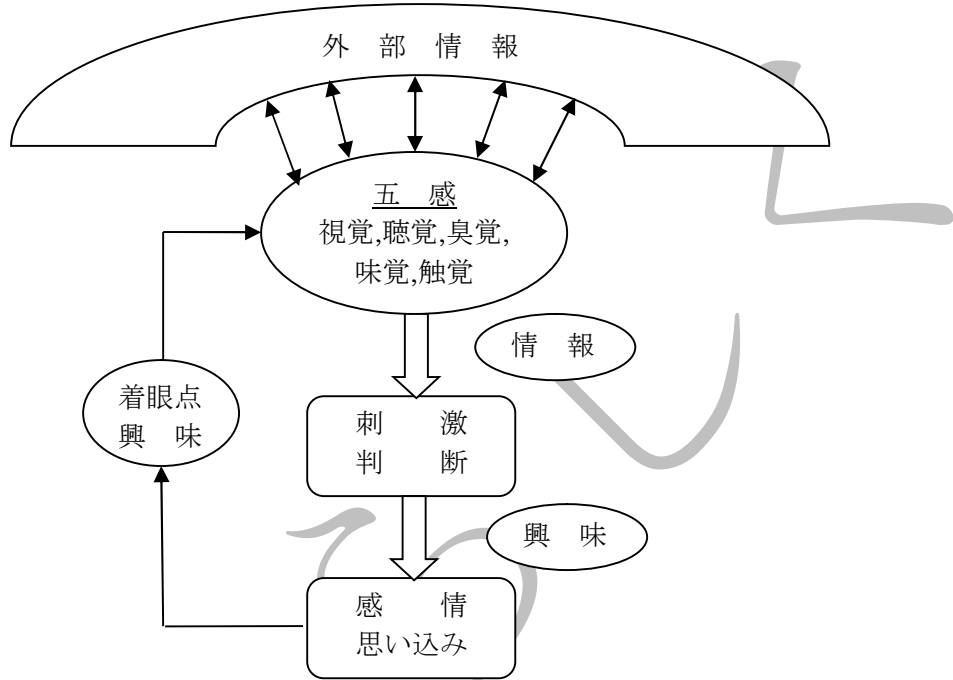 外　部　情　報
五　感
視覚,聴覚,臭覚,
味覚,触覚
情　報
着眼点
興　味
刺　　激
判　　断
興　味
感　　情
思い込み